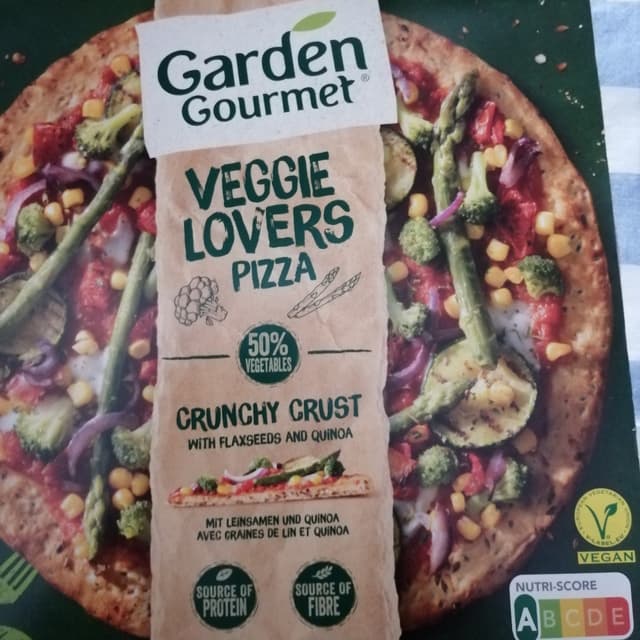 Garden
Gourmet®
VEGGIE
LOVERS
PIZZA
50%
VEGETABLES
CRUNCHY CRUST
WITH FLAXSEEDS AND QUINOA
MIT LEINSAMEN UND QUINOA
AVEC GRAINES DE LIN ET QUINOA
SOURCE OF
PROTEIN
SOURCE OF
FIBRE
V
VEGAN
NUTRI-SCORE
A B C D E